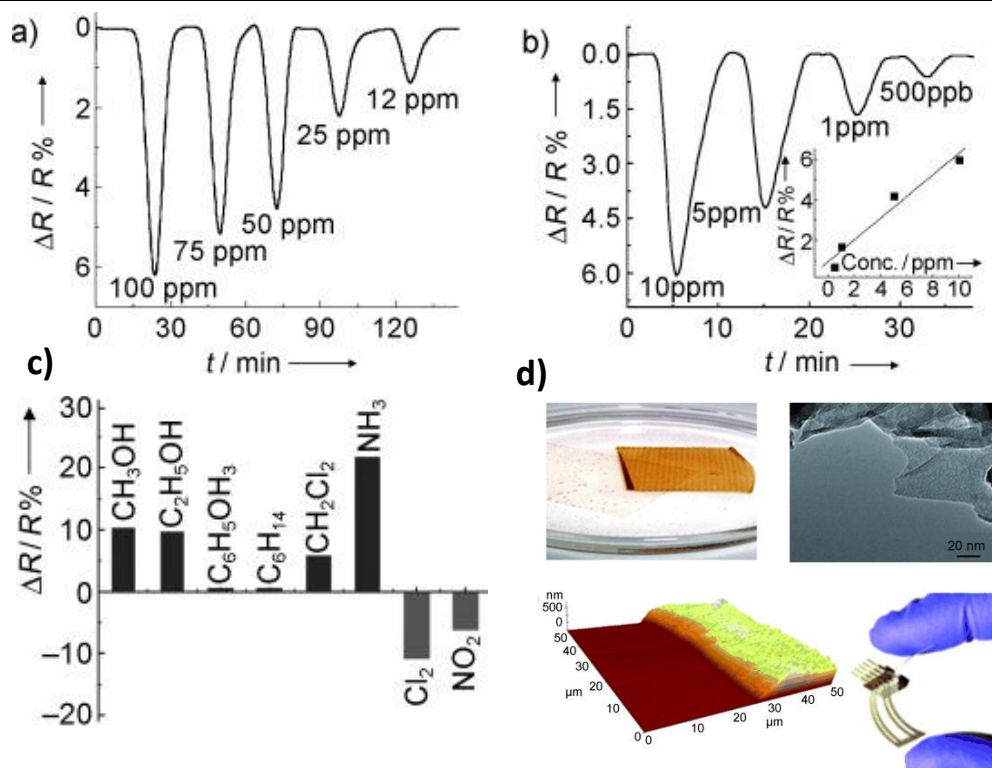 a)
ΔR / R %
0
2
4
6
100 ppm
75 ppm
50 ppm
25 ppm
12 ppm
0 30 60 90 120
t / min
b)
ΔR / R %
0.0
1.5
3.0
4.5
6.0
10ppm
5ppm
1ppm
500ppb
0 10 20 30
t / min
ΔR / R %
6
4
2
Conc. / ppm
0 2 4 6 8 10
c)
ΔR / R%
30
20
10
0
–10
–20
CH₃OH
C₂H₅OH
C₆H₅OH₃
C₆H₁₄
CH₂Cl₂
NH₃
Cl₂
NO₂
d)
20 nm
nm
500
0
50
40
30
20
10
0
µm
0
10
20
30
40
50
µm